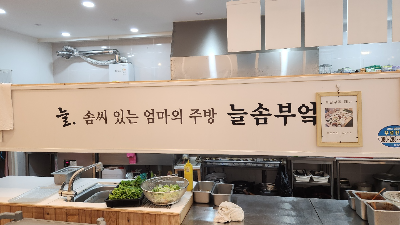 늘. 솜씨 있는 엄마의 주방 늘솜부엌